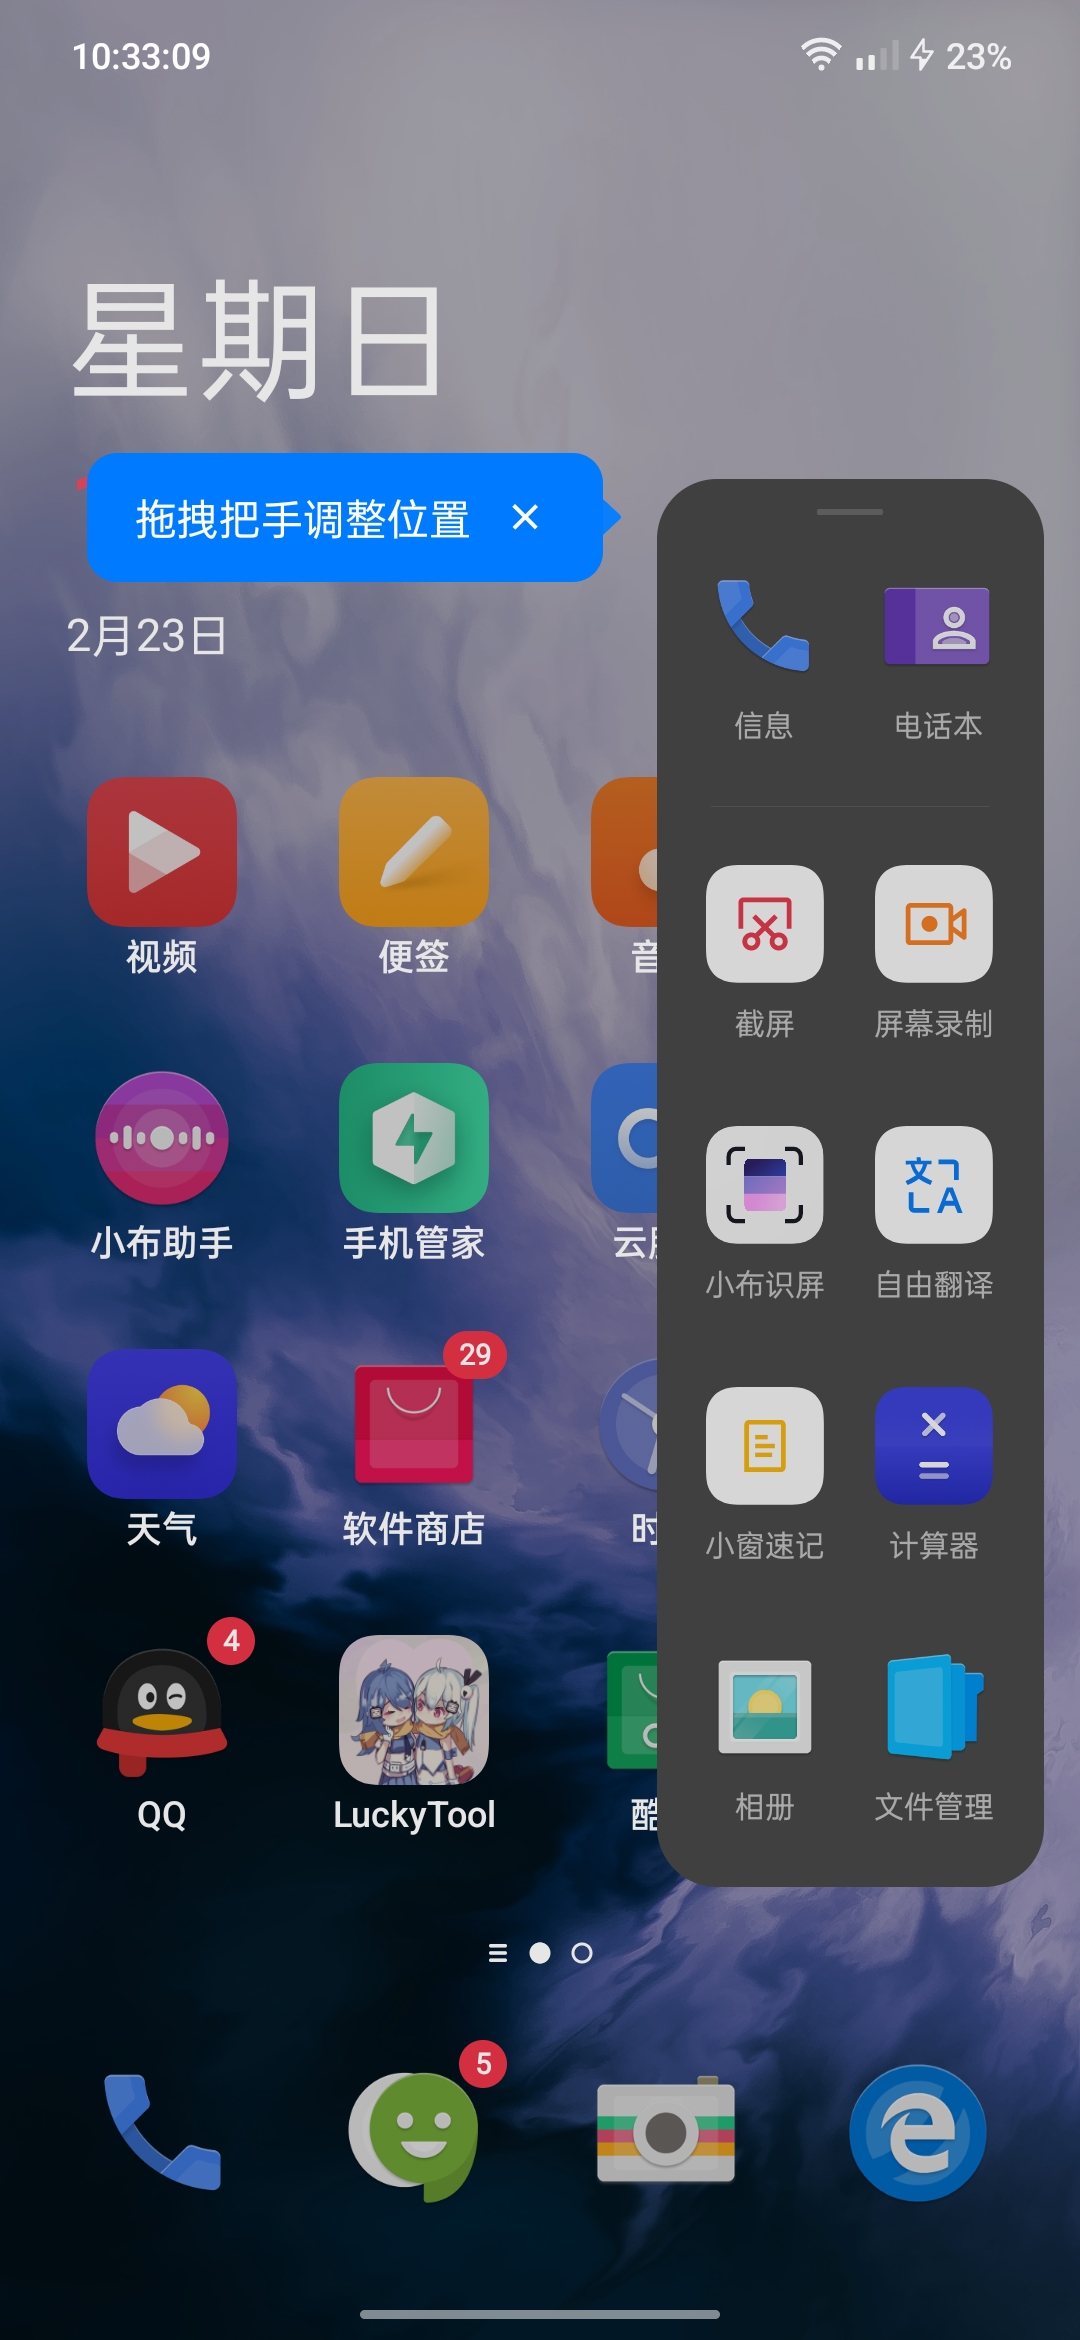 10:33:09
23%
星期日
拖拽把手调整位置
2月23日
信息 电话本
视频 便签 音
截屏 屏幕录制
小布助手 手机管家 云
小布识屏 自由翻译
29
天气 软件商店 时
小窗速记 计算器
4
QQ LuckyTool 酷
相册 文件管理
5